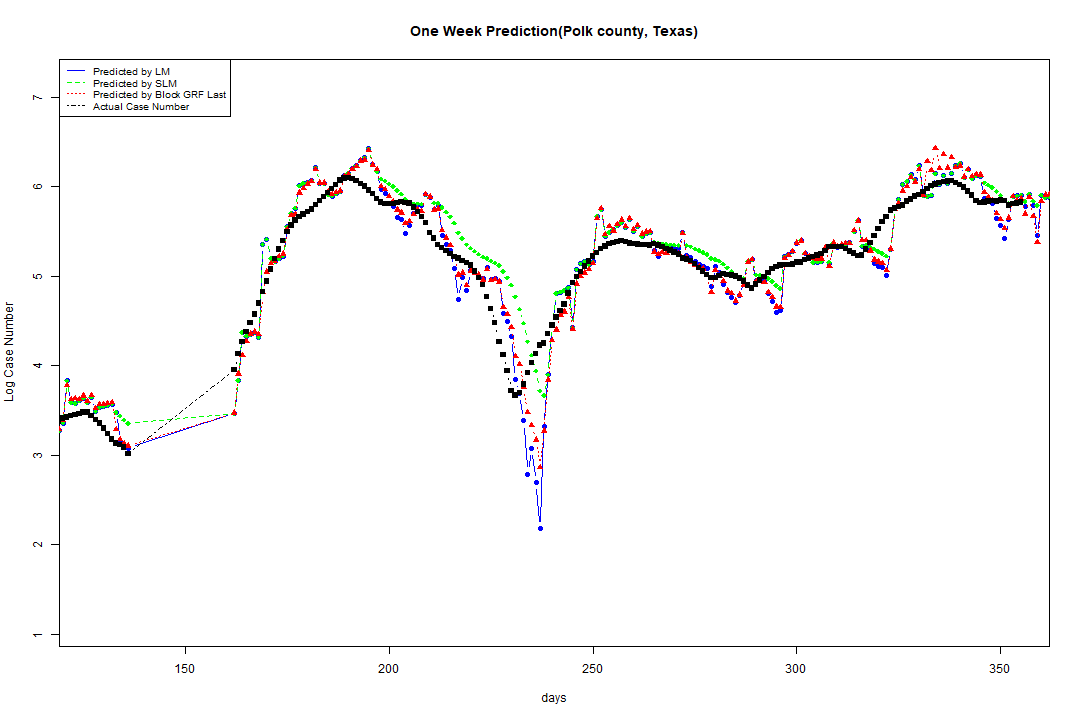 One Week Prediction(Polk county, Texas)
Predicted by LM
Predicted by SLM
Predicted by Block GRF Last
Actual Case Number
7
6
5
4
3
2
1
Log Case Number
150 200 250 300 350
days